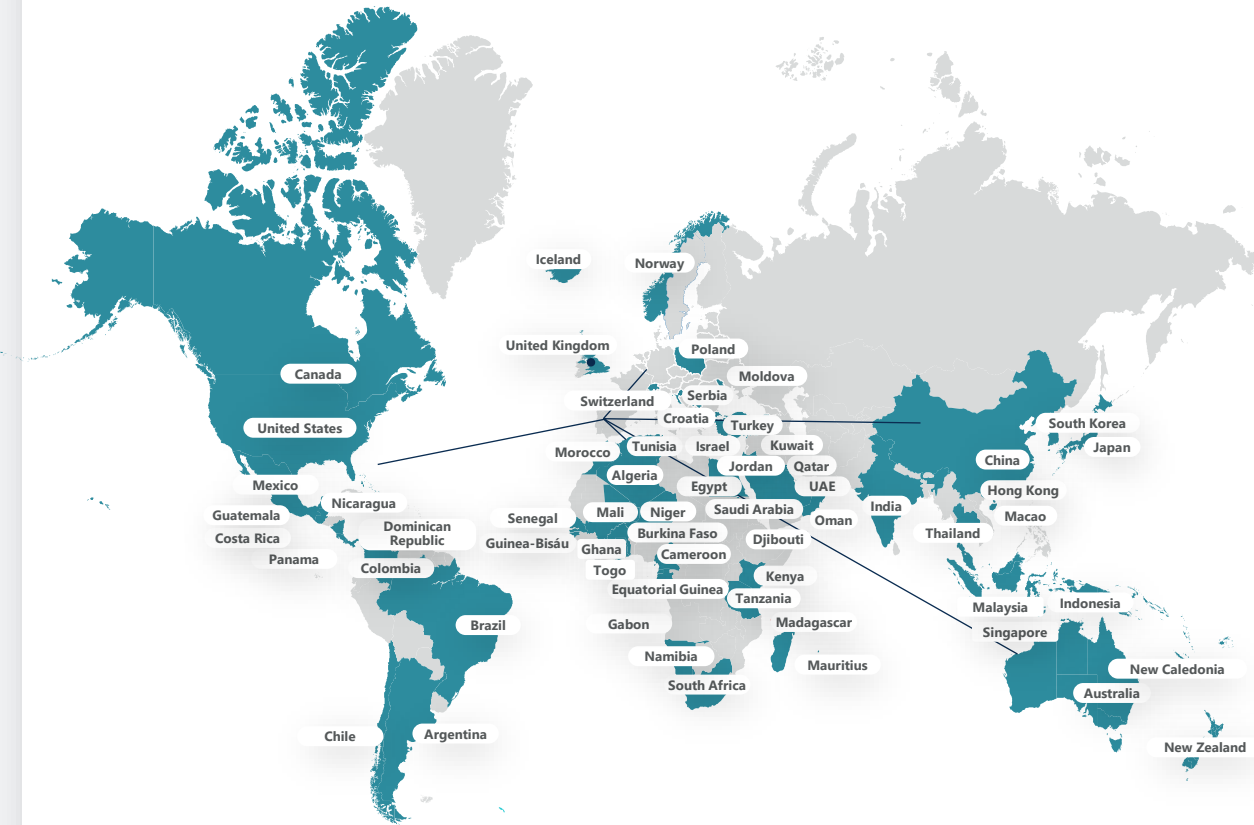 Iceland
Norway
United Kingdom
Poland
Canada
Moldova
Switzerland
Serbia
United States
Croatia
Turkey
South Korea
Morocco
Tunisia
Israel
Kuwait
Japan
China
Algeria
Jordan
Qatar
Mexico
Egypt
UAE
Hong Kong
Nicaragua
India
Guatemala
Senegal
Mali
Niger
Saudi Arabia
Oman
Macao
Costa Rica
Dominican
Republic
Guinea-Bisáu
Burkina Faso
Djibouti
Thailand
Panama
Ghana
Cameroon
Colombia
Togo
Kenya
Equatorial Guinea
Tanzania
Malaysia
Indonesia
Brazil
Gabon
Madagascar
Singapore
Namibia
Mauritius
New Caledonia
South Africa
Australia
Chile
Argentina
New Zealand